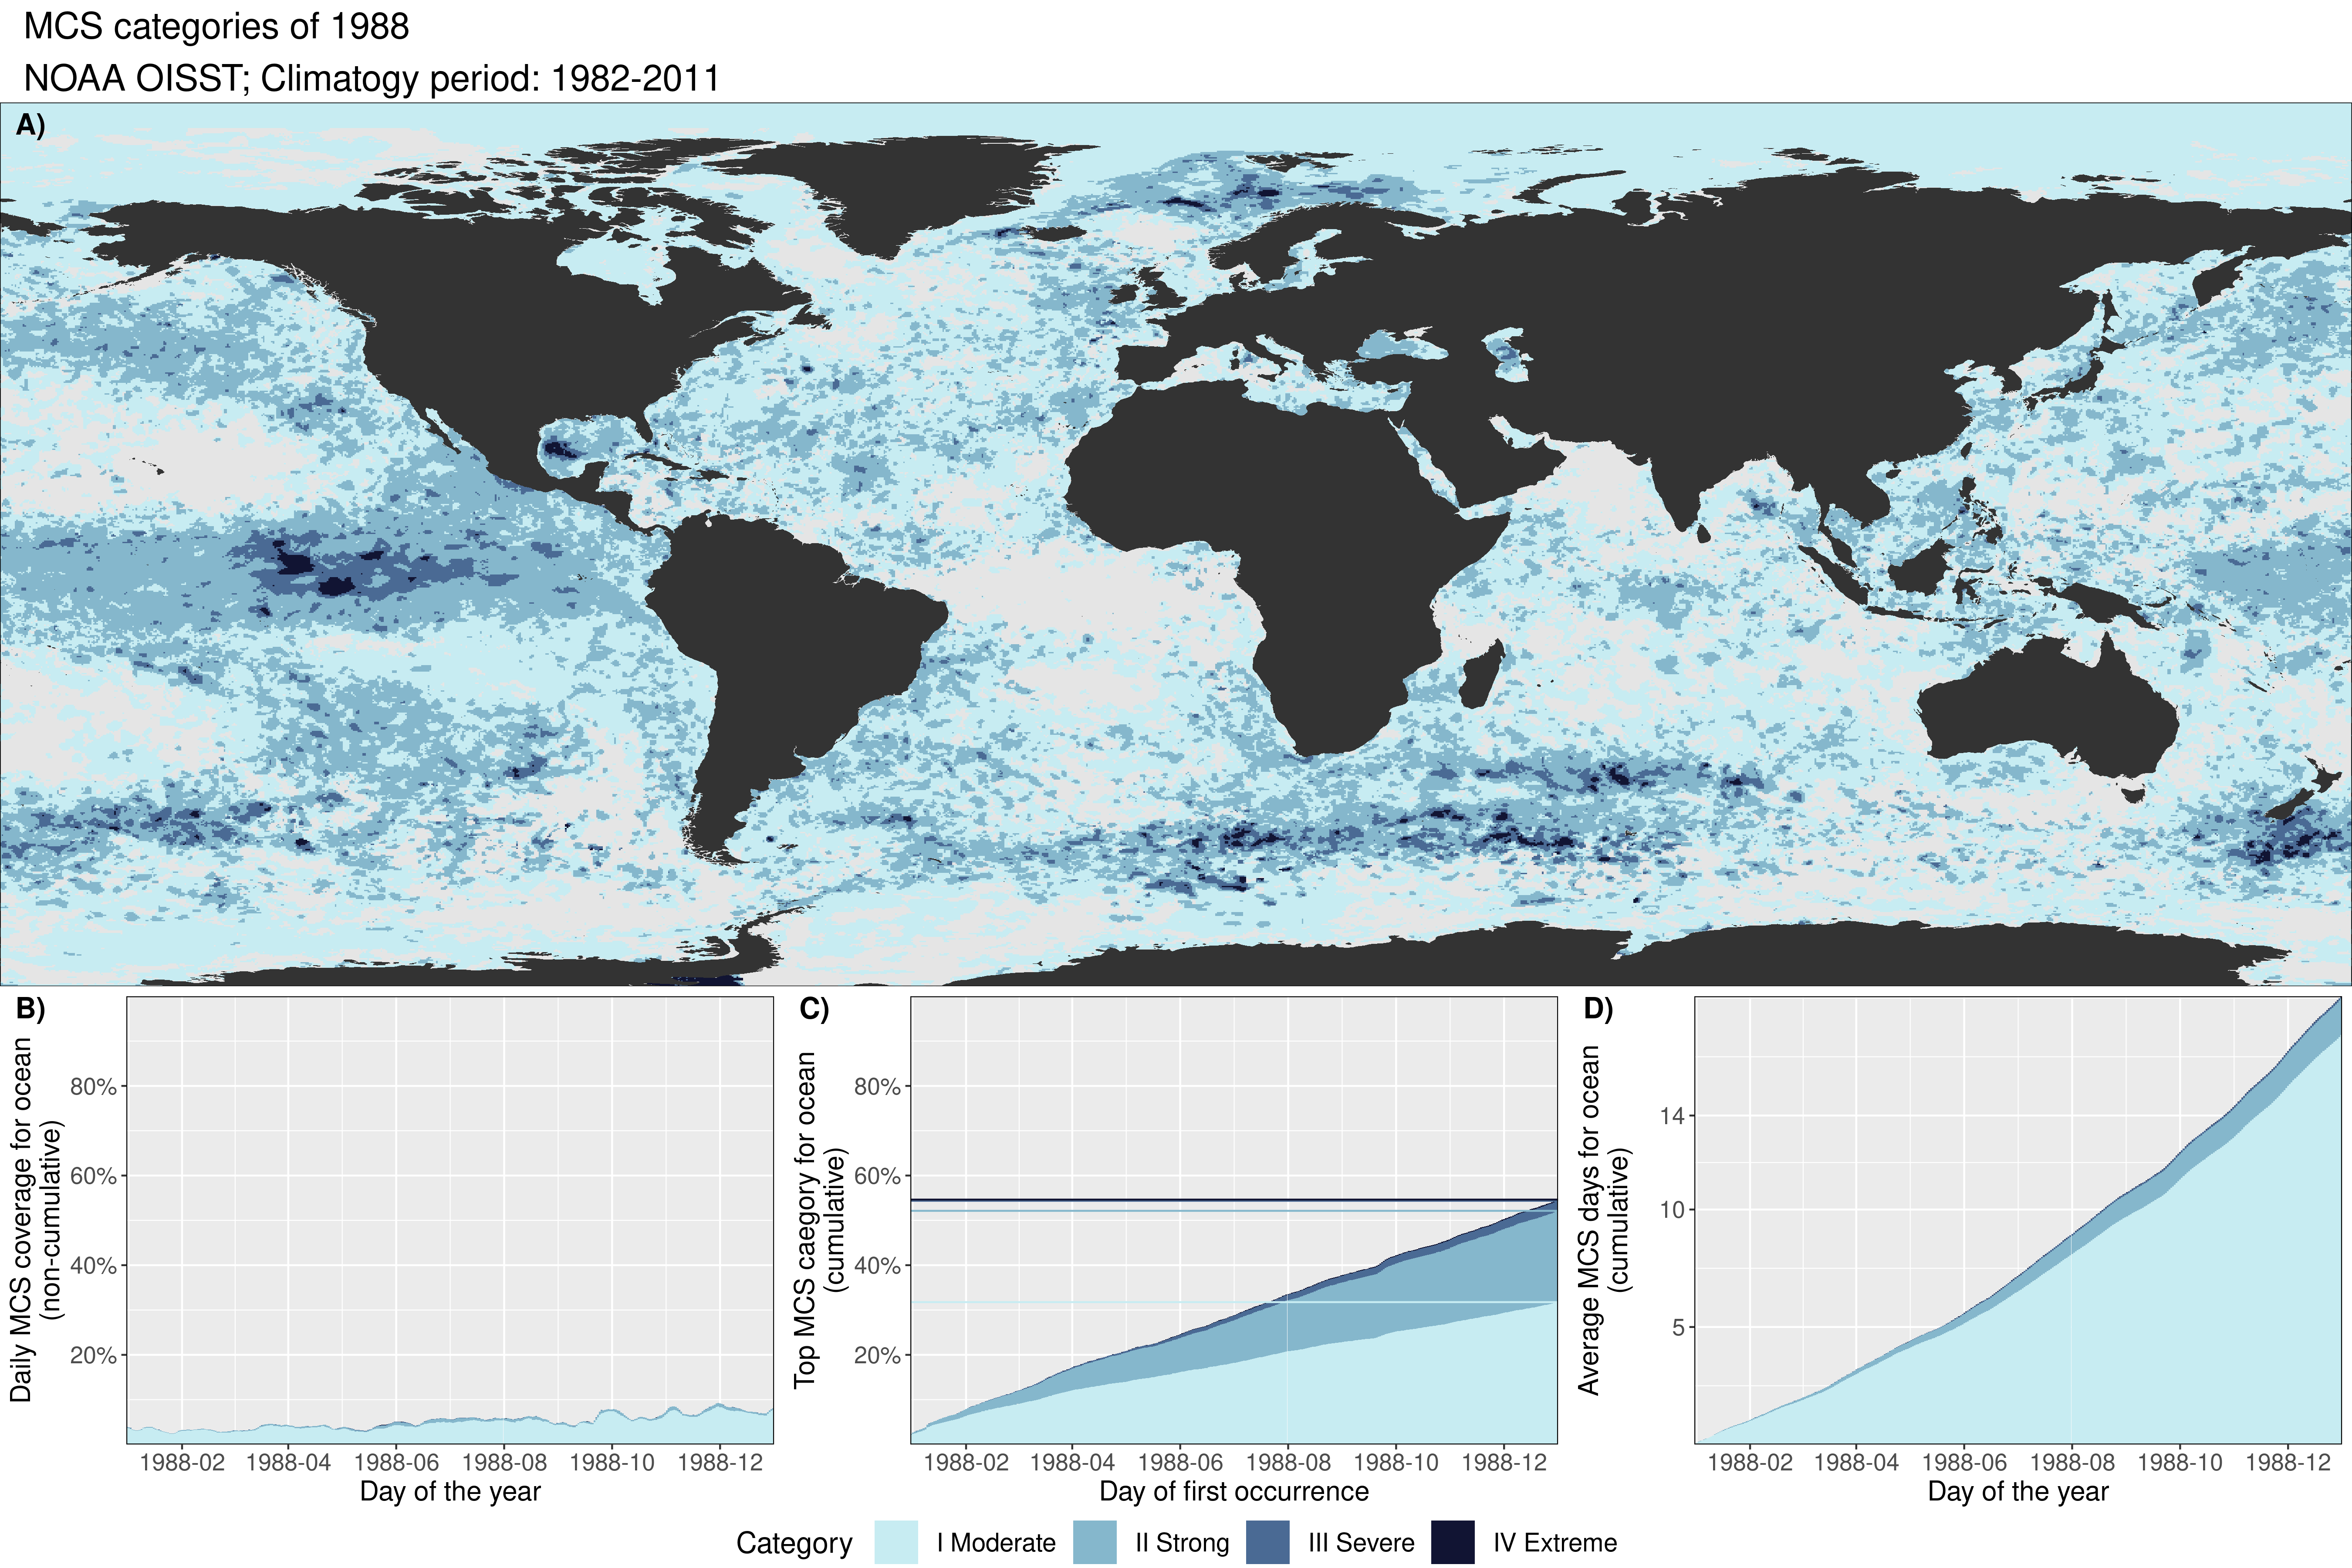 MCS categories of 1988
NOAA OISST; Climatogy period: 1982-2011
A)
B)
Daily MCS coverage for ocean
(non-cumulative)
80%
60%
40%
20%
1988-02 1988-04 1988-06 1988-08 1988-10 1988-12
Day of the year
C)
Top MCS caegory for ocean
(cumulative)
80%
60%
40%
20%
1988-02 1988-04 1988-06 1988-08 1988-10 1988-12
Day of first occurrence
D)
Average MCS days for ocean
(cumulative)
14
10
5
1988-02 1988-04 1988-06 1988-08 1988-10 1988-12
Day of the year
Category I Moderate II Strong III Severe IV Extreme